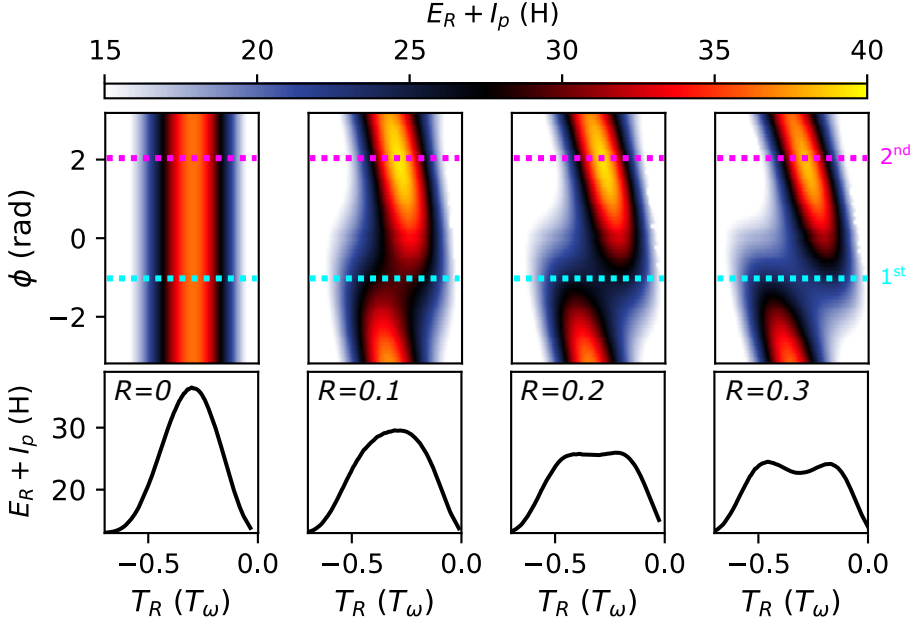 E_R + I_p (H)
15 20 25 30 35 40
ϕ (rad)
2
0
−2
2nd
1st
E_R + I_p (H)
30
20
R=0 R=0.1 R=0.2 R=0.3
−0.5 0.0 −0.5 0.0 −0.5 0.0 −0.5 0.0
T_R (T_ω) T_R (T_ω) T_R (T_ω) T_R (T_ω)